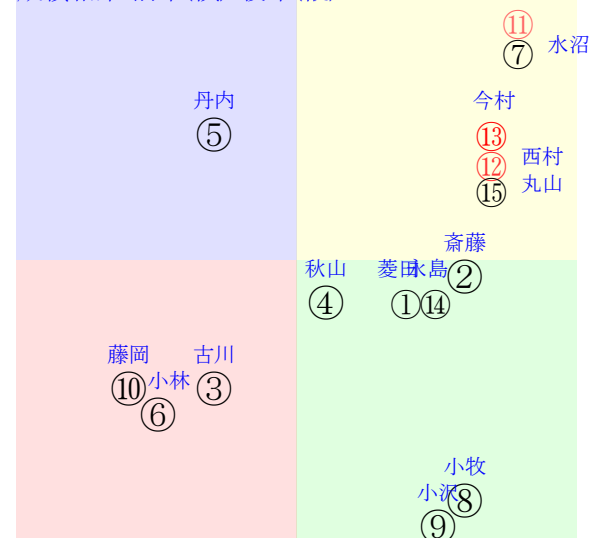 ⑪
⑦ 水沼
丹内
⑤
今村
⑬
⑫ 西村
⑮ 丸山
斎藤
②
秋山
④
菱田
①
永島
⑭
藤岡
⑩
小林
⑥
古川
③
小牧
⑧
小沢
⑨